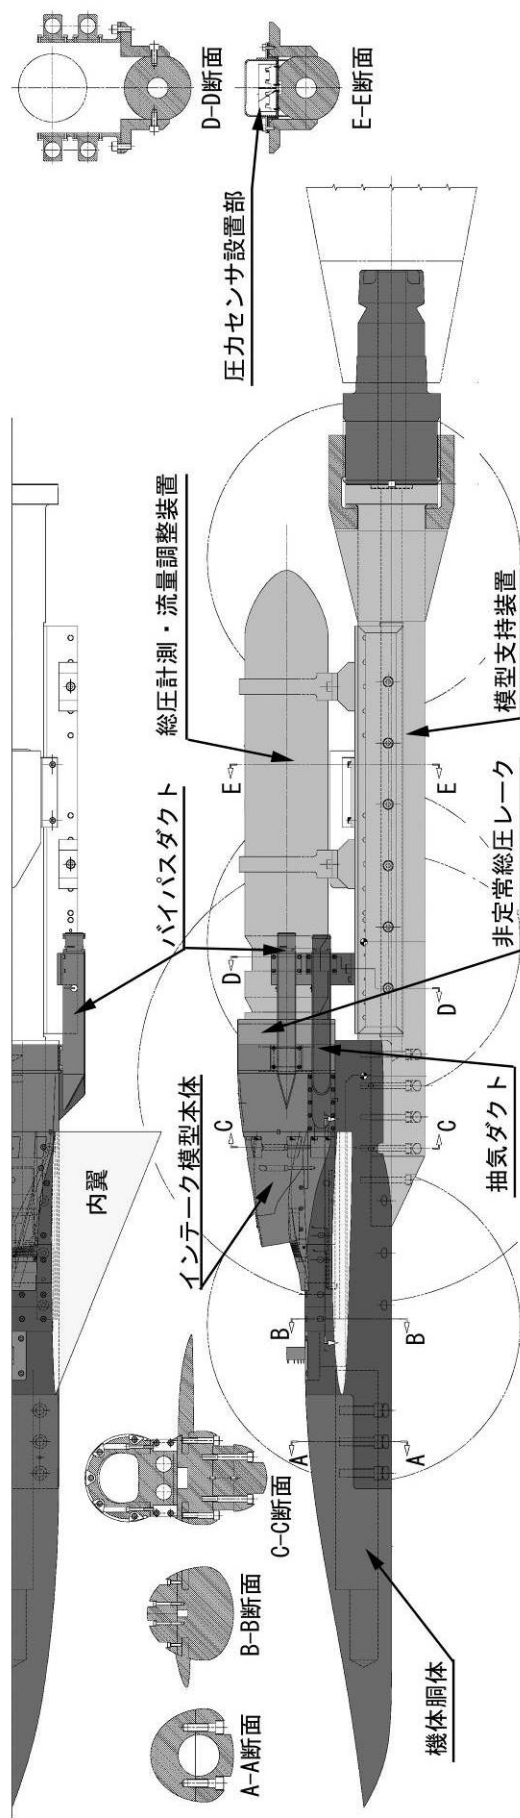 D-D断面
E-E断面
圧力センサ設置部
内翼
バイパスダクト
総圧計測・流量調整装置
インテーク模型本体
A-A断面
B-B断面
C-C断面
A
A
B
B
C
C
D
D
E
E
機体胴体
抽気ダクト
非定常総圧レーク
模型支持装置